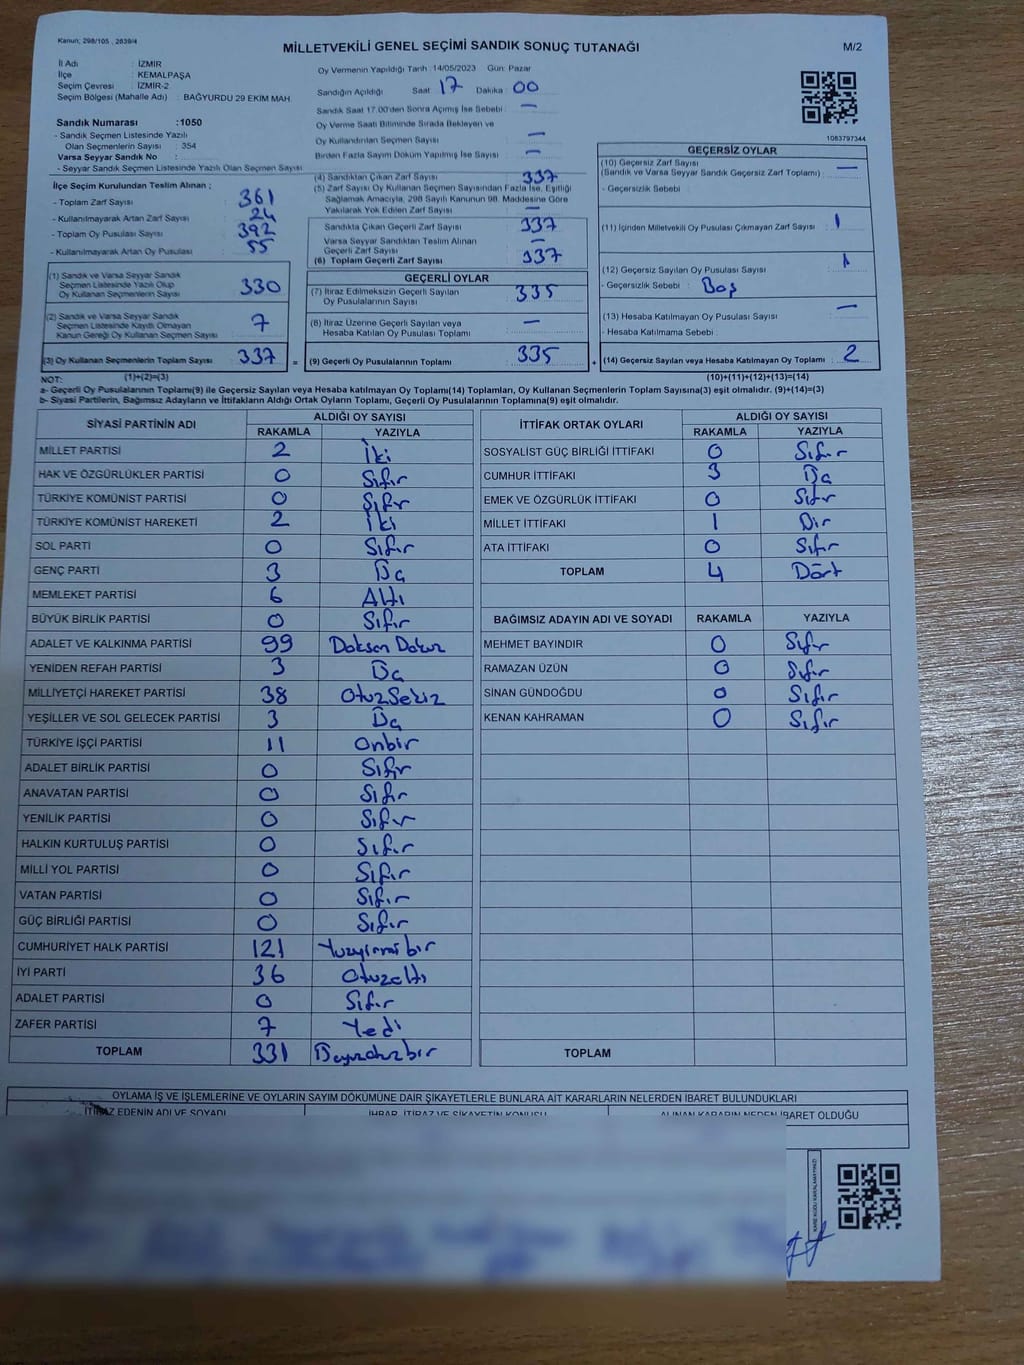 Kanun; 298/105 , 2839/4
MİLLETVEKİLİ GENEL SEÇİMİ SANDIK SONUÇ TUTANAĞI
M/2
İl Adı : İZMİR
İlçe : KEMALPAŞA
Seçim Çevresi : İZMİR-2
Seçim Bölgesi (Mahalle Adı) : BAĞYURDU 29 EKİM MAH.
Sandık Numarası :1050
- Sandık Seçmen Listesinde Yazılı
Olan Seçmenlerin Sayısı : 354
Varsa Seyyar Sandık No :
- Seyyar Sandık Seçmen Listesinde Yazılı Olan Seçmen Sayısı
Oy Vermenin Yapıldığı Tarih : 14/05/2023 Gün: Pazar
Sandığın Açıldığı Saat : 17 Dakika : 00
Sandık Saat 17.00'den Sonra Açımış İse Sebebi : —
Oy Verme Saati Bitiminde Sırada Bekleyen ve
Oy Kullandırılan Seçmen Sayısı : —
Birden Fazla Sayım Döküm Yapılmış İse Sayısı : —
1083797344
İlçe Seçim Kurulundan Teslim Alınan ;
- Toplam Zarf Sayısı : 361
- Kullanılmayarak Artan Zarf Sayısı : 24
- Toplam Oy Pusulası Sayısı : 392
- Kullanılmayarak Artan Oy Pusulası : 55
(1) Sandık ve Varsa Seyyar Sandık
Seçmen Listesinde Yazılı Olup
Oy Kullanan Seçmenlerin Sayısı 330
(2) Sandık ve Varsa Seyyar Sandık
Seçmen Listesinde Kayıtlı Olmayan
Kanun Gereği Oy Kullanan Seçmen Sayısı 7
(3) Oy Kullanan Seçmenlerin Toplam Sayısı 337 =
(4) Sandıktan Çıkan Zarf Sayısı : 337
(5) Zarf Sayısı Oy Kullanan Seçmen Sayısından Fazla İse, Eşitliği
Sağlamak Amacıyla, 298 Sayılı Kanunun 98. Maddesine Göre
Yakılarak Yok Edilen Zarf Sayısı : —
Sandıkta Çıkan Geçerli Zarf Sayısı : 337
Varsa Seyyar Sandıktan Teslim Alınan
Geçerli Zarf Sayısı : —
(6) Toplam Geçerli Zarf Sayısı : 337
GEÇERLİ OYLAR
(7) İtiraz Edilmeksizin Geçerli Sayılan
Oy Pusulalarının Sayısı : 335
(8) İtiraz Üzerine Geçerli Sayılan veya
Hesaba Katılan Oy Pusulası Toplamı : —
(9) Geçerli Oy Pusulalarının Toplamı : 335 +
GEÇERSİZ OYLAR
(10) Geçersiz Zarf Sayısı
(Sandık ve Varsa Seyyar Sandık Geçersiz Zarf Toplamı) : —
- Geçersizlik Sebebi :
(11) İçinden Milletvekili Oy Pusulası Çıkmayan Zarf Sayısı : 1
(12) Geçersiz Sayılan Oy Pusulası Sayısı : 1
- Geçersizlik Sebebi : Boş
(13) Hesaba Katılmayan Oy Pusulası Sayısı : —
- Hesaba Katılmama Sebebi :
(14) Geçersiz Sayılan veya Hesaba Katılmayan Oy Toplamı : 2
NOT: (1)+(2)=(3) (10)+(11)+(12)+(13)=(14)
a- Geçerli Oy Pusulalarının Toplamı(9) ile Geçersiz Sayılan veya Hesaba katılmayan Oy Toplamı(14) Toplamları, Oy Kullanan Seçmenlerin Toplam Sayısına(3) eşit olmalıdır. (9)+(14)=(3)
b- Siyasi Partilerin, Bağımsız Adayların ve İttifakların Aldığı Ortak Oyların Toplamı, Geçerli Oy Pusulalarının Toplamına(9) eşit olmalıdır.
SİYASİ PARTİNİN ADI ALDIĞI OY SAYISI
RAKAMLA YAZIYLA
MİLLET PARTİSİ 2 İki
HAK VE ÖZGÜRLÜKLER PARTİSİ 0 Sıfır
TÜRKİYE KOMÜNİST PARTİSİ 0 Sıfır
TÜRKİYE KOMÜNİST HAREKETİ 2 İki
SOL PARTİ 0 Sıfır
GENÇ PARTİ 3 Üç
MEMLEKET PARTİSİ 6 Altı
BÜYÜK BİRLİK PARTİSİ 0 Sıfır
ADALET VE KALKINMA PARTİSİ 99 Doksan Dokuz
YENİDEN REFAH PARTİSİ 3 Üç
MİLLİYETÇİ HAREKET PARTİSİ 38 Otuz Sekiz
YEŞİLLER VE SOL GELECEK PARTİSİ 3 Üç
TÜRKİYE İŞÇİ PARTİSİ 11 Onbir
ADALET BİRLİK PARTİSİ 0 Sıfır
ANAVATAN PARTİSİ 0 Sıfır
YENİLİK PARTİSİ 0 Sıfır
HALKIN KURTULUŞ PARTİSİ 0 Sıfır
MİLLİ YOL PARTİSİ 0 Sıfır
VATAN PARTİSİ 0 Sıfır
GÜÇ BİRLİĞİ PARTİSİ 0 Sıfır
CUMHURİYET HALK PARTİSİ 121 Yüzyirmi bir
İYİ PARTİ 36 Otuzaltı
ADALET PARTİSİ 0 Sıfır
ZAFER PARTİSİ 7 Yedi
TOPLAM 331 Üçyüzotuzbir
İTTİFAK ORTAK OYLARI ALDIĞI OY SAYISI
RAKAMLA YAZIYLA
SOSYALİST GÜÇ BİRLİĞİ İTTİFAKI 0 Sıfır
CUMHUR İTTİFAKI 3 Üç
EMEK VE ÖZGÜRLÜK İTTİFAKI 0 Sıfır
MİLLET İTTİFAKI 1 Bir
ATA İTTİFAKI 0 Sıfır
TOPLAM 4 Dört
BAĞIMSIZ ADAYIN ADI VE SOYADI RAKAMLA YAZIYLA
MEHMET BAYINDIR 0 Sıfır
RAMAZAN ÜZÜN 0 Sıfır
SİNAN GÜNDOĞDU 0 Sıfır
KENAN KAHRAMAN 0 Sıfır
TOPLAM
OYLAMA İŞ VE İŞLEMLERİNE VE OYLARIN SAYIM DÖKÜMÜNE DAİR ŞİKAYETLERLE BUNLARA AİT KARARLARIN NELERDEN İBARET BULUNDUKLARI
İTİRAZ EDENİN ADI VE SOYADI İHBAR, İTİRAZ VE ŞİKAYETİN KONUSU ALINAN KARARIN NEDEN İBARET OLDUĞU
KARE KODU KARALAMAYINIZ!